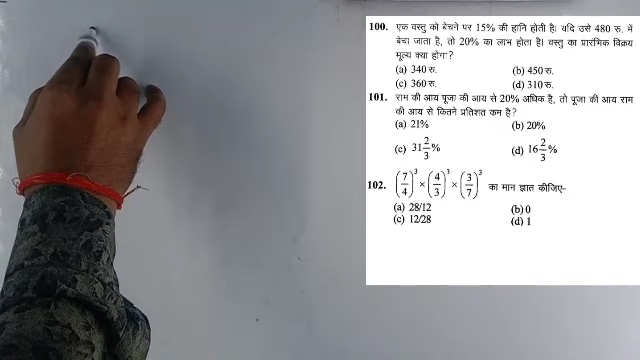 100. एक वस्तु को बेचने पर 15% की हानि होती है। यदि उसे 480 रु. में
बेचा जाता है, तो 20% का लाभ होता है। वस्तु का प्रारंभिक विक्रय
मूल्य क्या होगा?
(a) 340 रु. (b) 450 रु.
(c) 360 रु. (d) 310 रु.
101. राम की आय पूजा की आय से 20% अधिक है, तो पूजा की आय राम
की आय से कितने प्रतिशत कम है?
(a) 21% (b) 20%
(c) 31 2/3 % (d) 16 2/3 %
102. (7/4)³ × (4/3)³ × (3/7)³ का मान ज्ञात कीजिए-
(a) 28/12 (b) 0
(c) 12/28 (d) 1